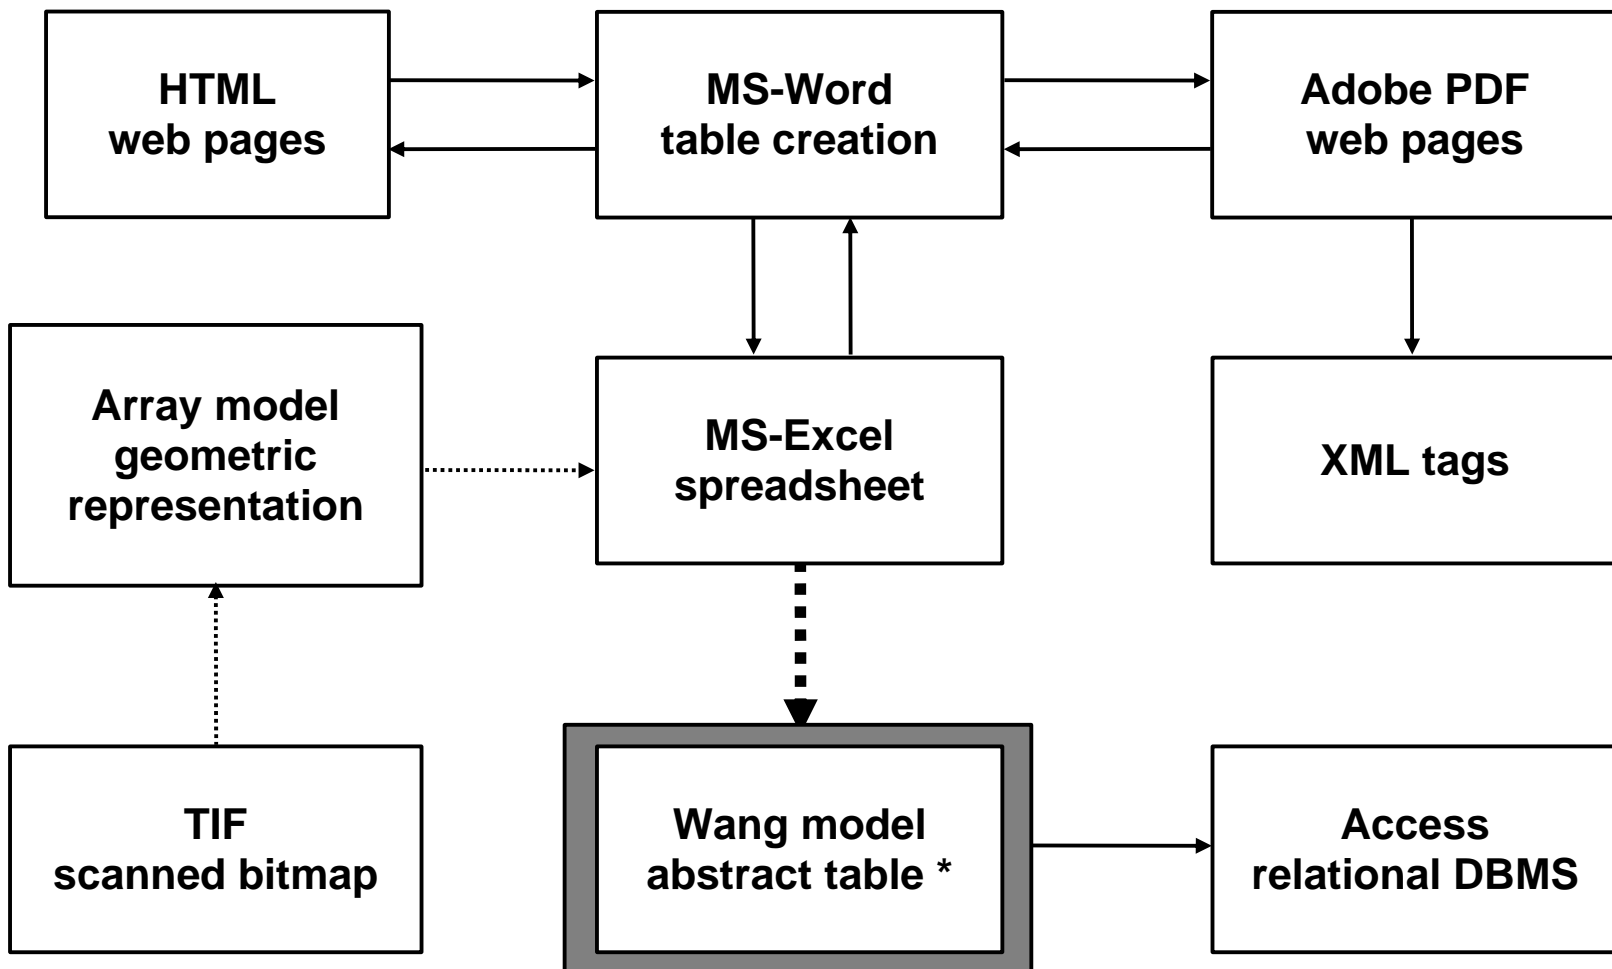 HTML
web pages
MS-Word
table creation
Adobe PDF
web pages
Array model
geometric
representation
MS-Excel
spreadsheet
XML tags
TIF
scanned bitmap
Wang model
abstract table *
Access
relational DBMS